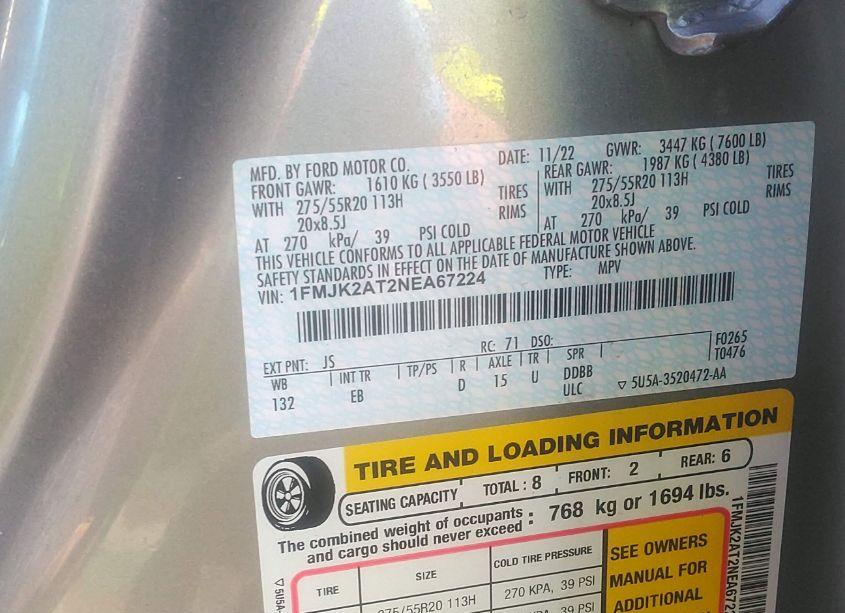 MFD. BY FORD MOTOR CO.
DATE: 11/22 GVWR: 3447 KG ( 7600 LB)
FRONT GAWR: 1610 KG ( 3550 LB)
WITH 275/55R20 113H TIRES
20x8.5J RIMS
AT 270 kPa/ 39 PSI COLD
REAR GAWR: 1987 KG ( 4380 LB)
WITH 275/55R20 113H TIRES
20x8.5J RIMS
AT 270 kPa/ 39 PSI COLD
THIS VEHICLE CONFORMS TO ALL APPLICABLE FEDERAL MOTOR VEHICLE
SAFETY STANDARDS IN EFFECT ON THE DATE OF MANUFACTURE SHOWN ABOVE.
VIN: 1FMJK2AT2NEA67224 TYPE: MPV
EXT PNT: JS RC: 71 DSO: F0265
T0476
WB INT TR TP/PS R AXLE TR SPR
132 EB D 15 U DDBB
ULC
5U5A-3520472-AA
TIRE AND LOADING INFORMATION
SEATING CAPACITY TOTAL : 8 FRONT: 2 REAR: 6
The combined weight of occupants
and cargo should never exceed : 768 kg or 1694 lbs.
TIRE SIZE COLD TIRE PRESSURE
275/55R20 113H 270 KPA, 39 PSI
39 PSI
SEE OWNERS
MANUAL FOR
ADDITIONAL
5U5A-
1FMJK2AT2NEA672